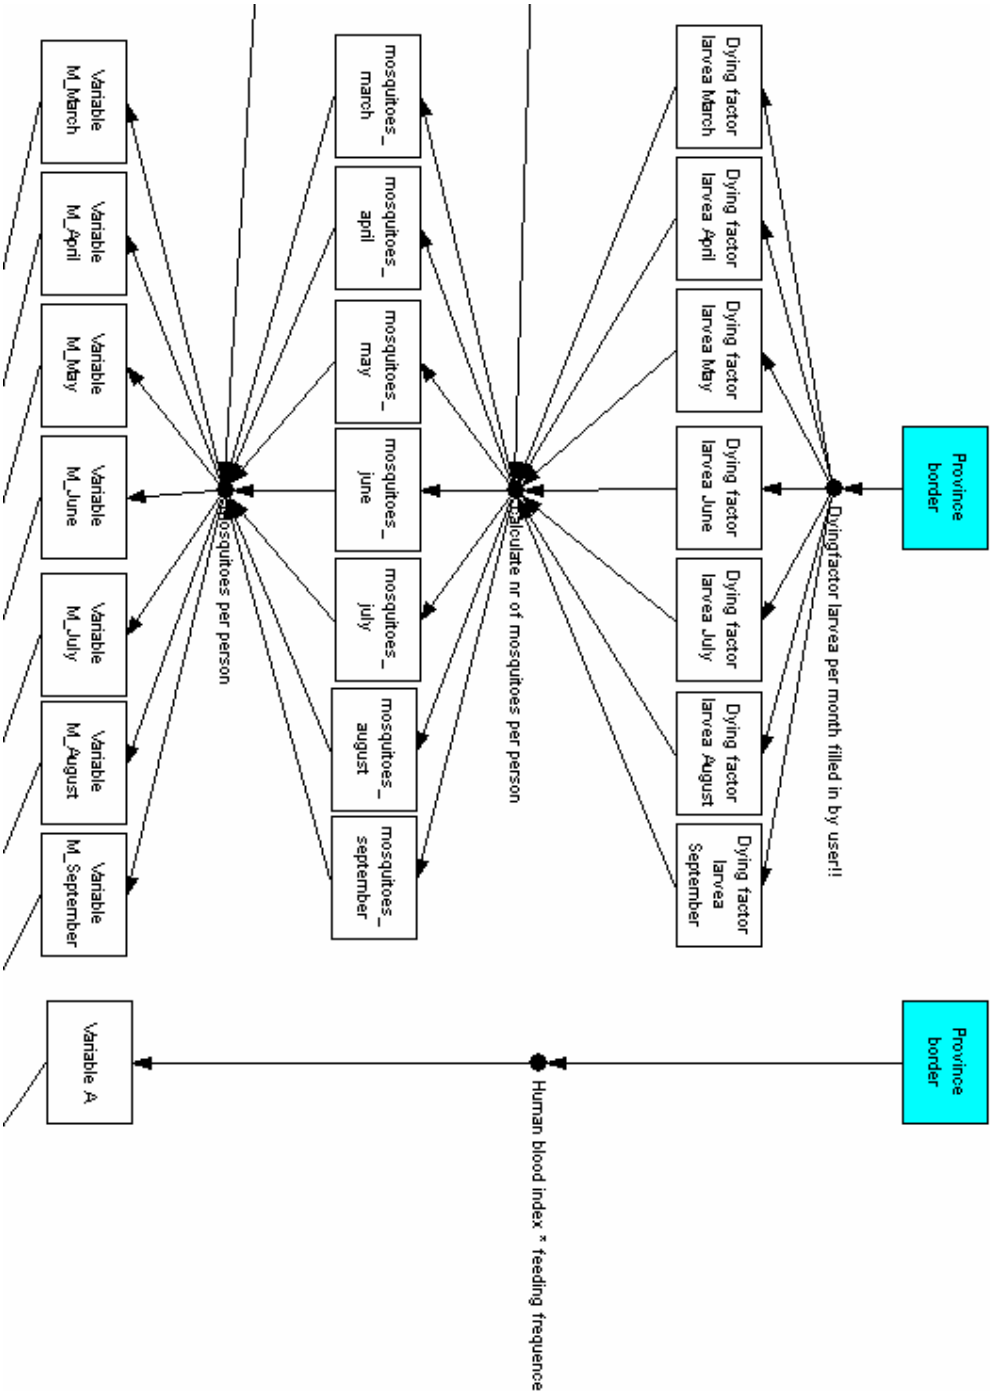 Province
border
Province
border
Dyingfactor larvea per month filled in by user!!
Dying factor
larvea March
Dying factor
larvea April
Dying factor
larvea May
Dying factor
larvea June
Dying factor
larvea July
Dying factor
larvea August
Dying factor
larvea
September
Calculate nr of mosquitoes per person
Human blood index * feeding frequence
mosquitoes_
march
mosquitoes_
april
mosquitoes_
may
mosquitoes_
june
mosquitoes_
july
mosquitoes_
august
mosquitoes_
september
mosquitoes per person
Variable
M_March
Variable
M_April
Variable
M_May
Variable
M_June
Variable
M_July
Variable
M_August
Variable
M_September
Variable A